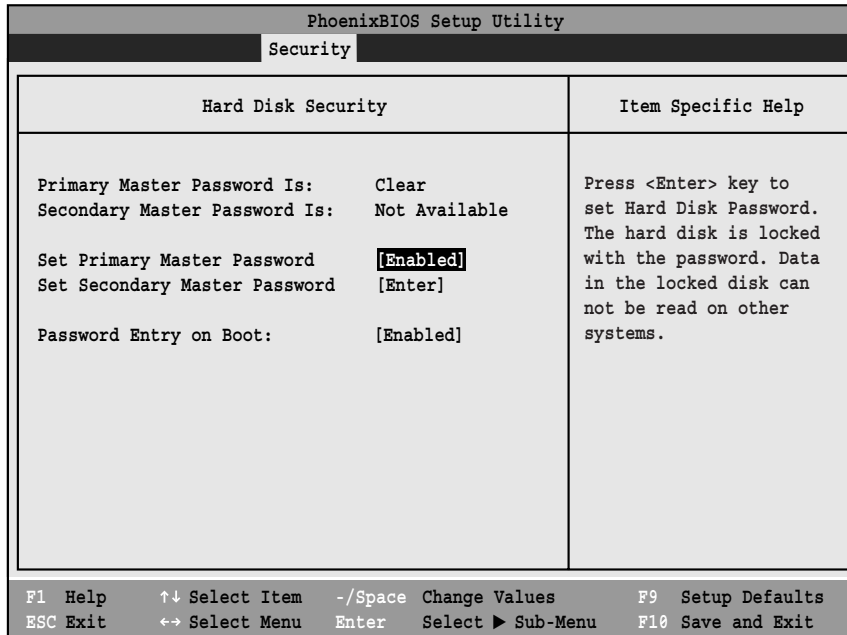 PhoenixBIOS Setup Utility
Security
Hard Disk Security
Item Specific Help
Primary Master Password Is: Clear
Secondary Master Password Is: Not Available
Set Primary Master Password [Enabled]
Set Secondary Master Password [Enter]
Password Entry on Boot: [Enabled]
Press <Enter> key to
set Hard Disk Password.
The hard disk is locked
with the password. Data
in the locked disk can
not be read on other
systems.
F1 Help ↑↓ Select Item -/Space Change Values F9 Setup Defaults
ESC Exit ←→ Select Menu Enter Select ▶ Sub-Menu F10 Save and Exit